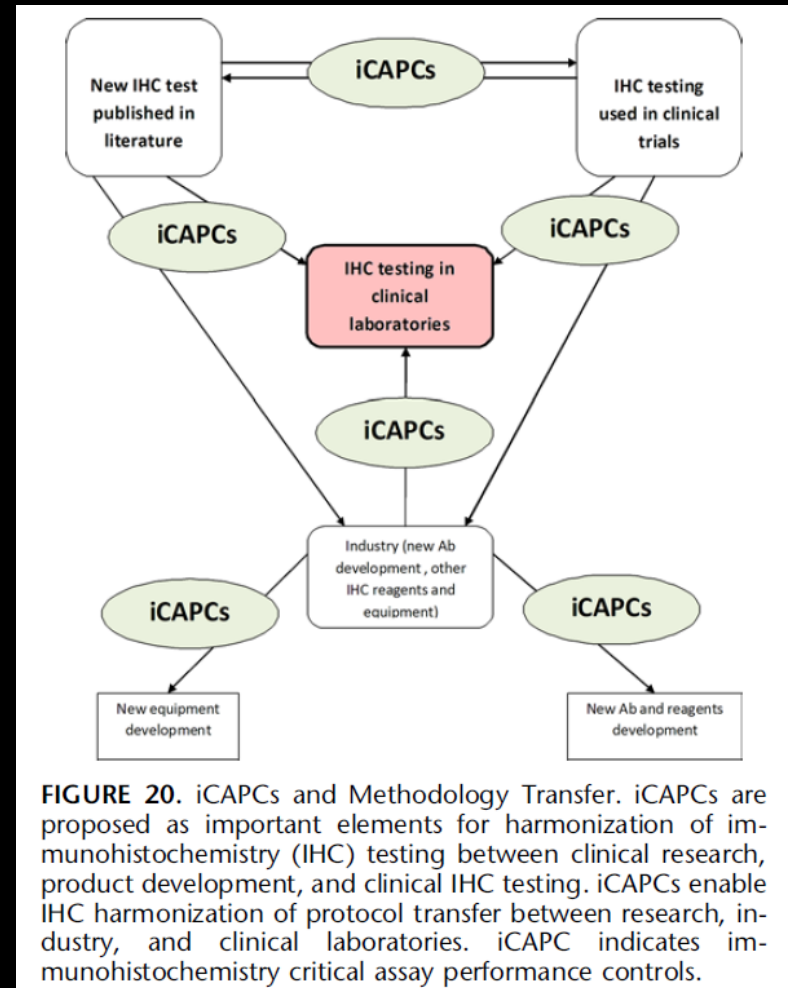 iCAPCs
New IHC test
published in
literature
IHC testing
used in clinical
trials
iCAPCs
iCAPCs
IHC testing in
clinical
laboratories
iCAPCs
Industry (new Ab
development , other
IHC reagents and
equipment)
iCAPCs
iCAPCs
New equipment
development
New Ab and reagents
development
FIGURE 20. iCAPCs and Methodology Transfer. iCAPCs are
proposed as important elements for harmonization of im-
munohistochemistry (IHC) testing between clinical research,
product development, and clinical IHC testing. iCAPCs enable
IHC harmonization of protocol transfer between research, in-
dustry, and clinical laboratories. iCAPC indicates im-
munohistochemistry critical assay performance controls.